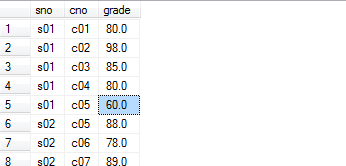 sno cno grade
1 s01 c01 80.0
2 s01 c02 98.0
3 s01 c03 85.0
4 s01 c04 80.0
5 s01 c05 60.0
6 s02 c05 88.0
7 s02 c06 78.0
8 s02 c07 89.0